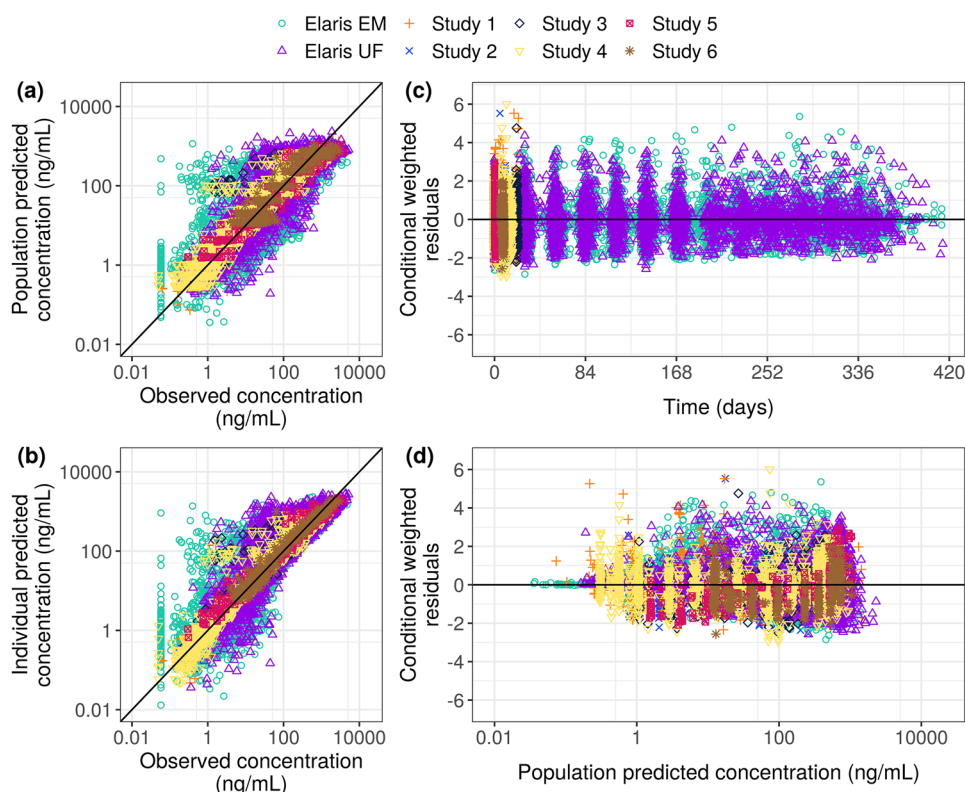 Elaris EM Study 1 Study 3 Study 5
Elaris UF Study 2 Study 4 Study 6
(a)
Population predicted
concentration (ng/mL)
10000
100
1
0.01
0.01 1 100 10000
Observed concentration
(ng/mL)
(c)
Conditional weighted
residuals
6
4
2
0
-2
-4
-6
0 84 168 252 336 420
Time (days)
(b)
Individual predicted
concentration (ng/mL)
10000
100
1
0.01
0.01 1 100 10000
Observed concentration
(ng/mL)
(d)
Conditional weighted
residuals
6
4
2
0
-2
-4
-6
0.01 1 100 10000
Population predicted concentration (ng/mL)